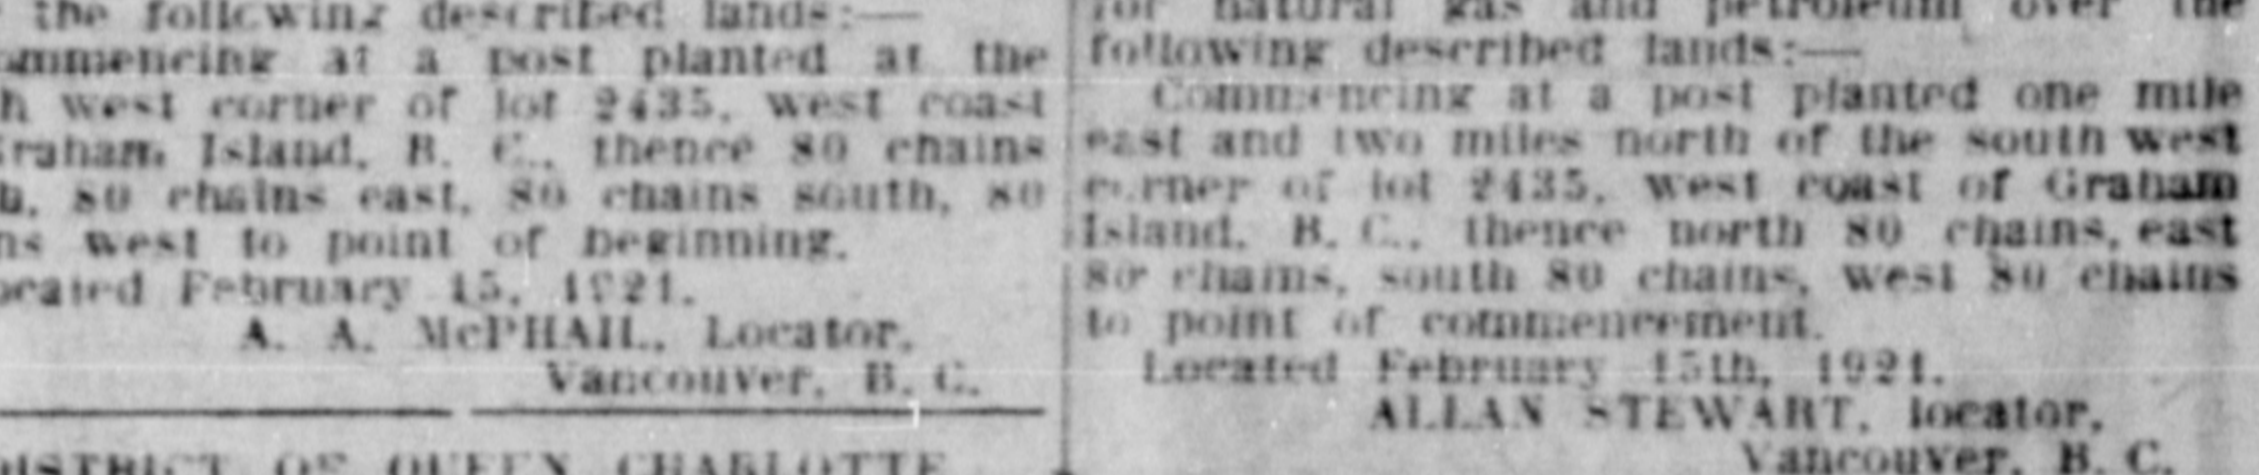 the following described lands:—
ommencing at a post planted at the
h west corner of lot 2435, west coast
Graham Island, B. C., thence 80 chains
h, 80 chains east, 80 chains south, 80
ns west to point of beginning.
ocated February 15, 1921.
A. A. McPHAIL, Locator,
Vancouver, B. C.
DISTRICT OF QUEEN CHARLOTTE
for natural gas and petroleum over the
following described lands:—
Commencing at a post planted one mile
east and two miles north of the south west
corner of lot 2435, west coast of Graham
Island, B. C., thence north 80 chains, east
80 chains, south 80 chains, west 80 chains
to point of commencement.
Located February 15th, 1921.
ALLAN STEWART, locator,
Vancouver, B. C.